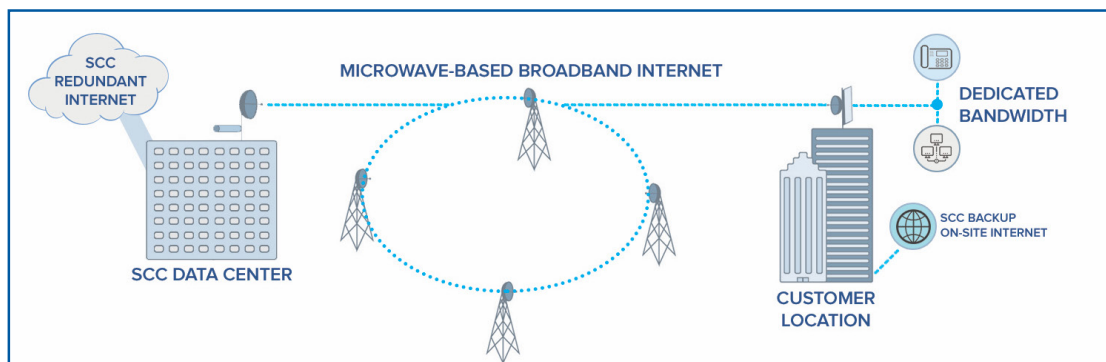 SCC
REDUNDANT
INTERNET
MICROWAVE-BASED BROADBAND INTERNET
DEDICATED
BANDWIDTH
SCC BACKUP
ON-SITE INTERNET
SCC DATA CENTER
CUSTOMER
LOCATION